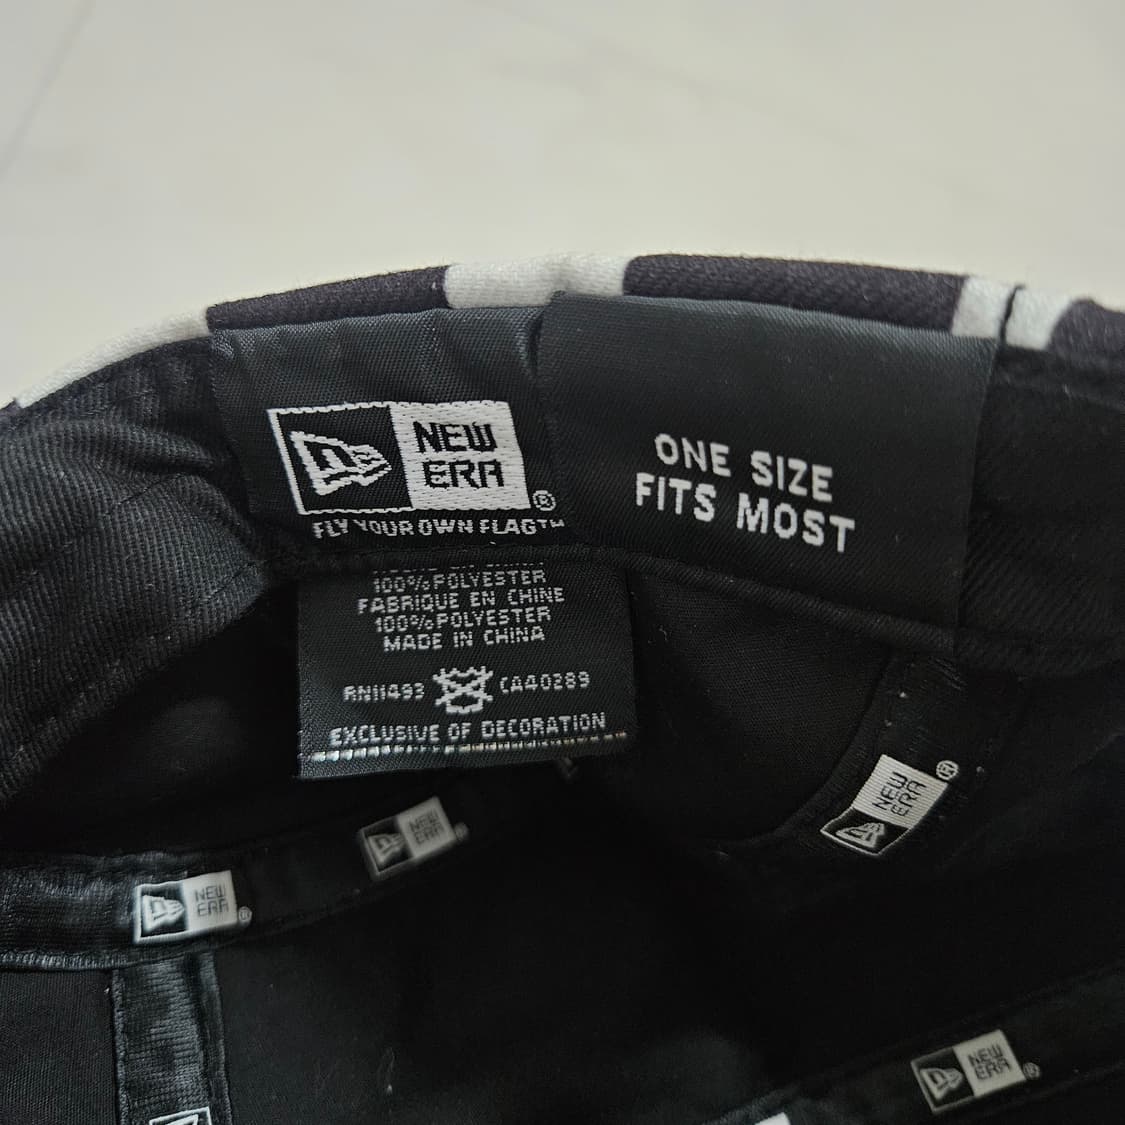 NEW
ERA
®
FLY YOUR OWN FLAG™
ONE SIZE
FITS MOST
100% POLYESTER
FABRIQUE EN CHINE
100% POLYESTER
MADE IN CHINA
RN11493 CA40289
EXCLUSIVE OF DECORATION
NEW
ERA
®
NEW
ERA
NEW
ERA
®
NEW
ERA
®